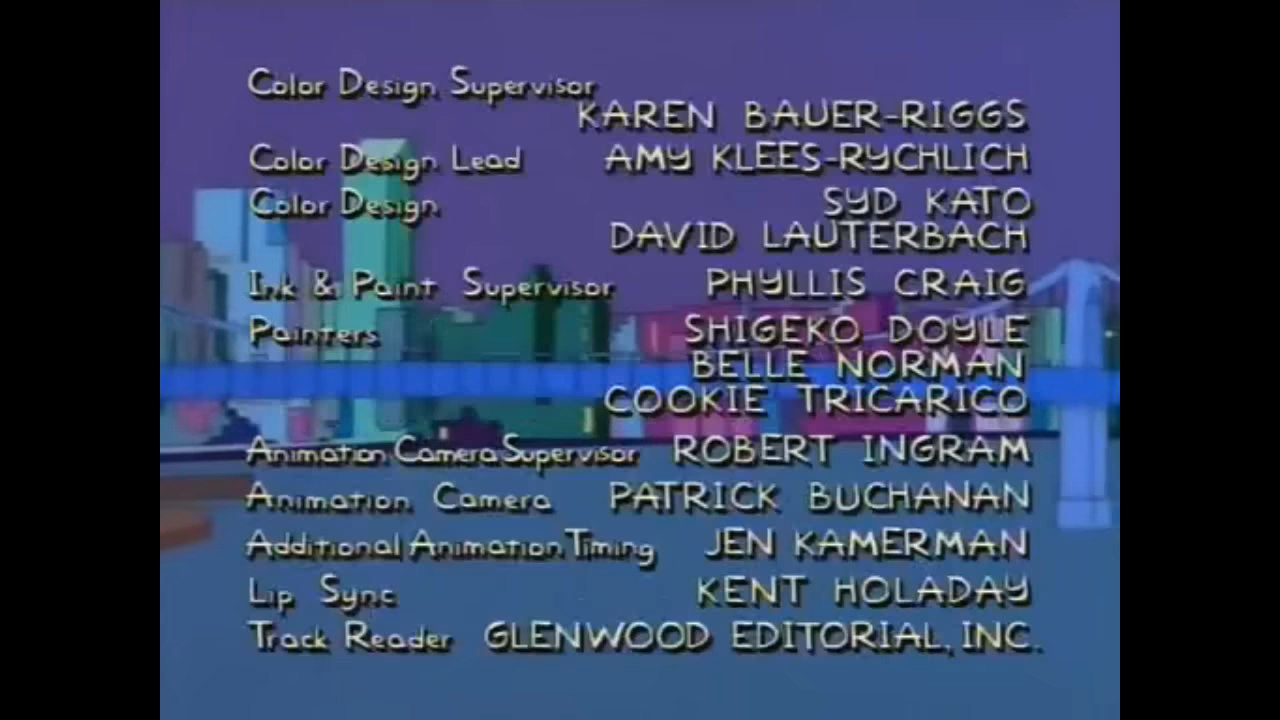 Color Design Supervisor
KAREN BAUER-RIGGS
Color Design Lead AMY KLEES-RYCHLICH
Color Design SYD KATO
DAVID LAUTERBACH
Ink & Paint Supervisor PHYLLIS CRAIG
Painters SHIGEKO DOYLE
BELLE NORMAN
COOKIE TRICARICO
Animation Camera Supervisor ROBERT INGRAM
Animation Camera PATRICK BUCHANAN
Additional Animation Timing JEN KAMERMAN
Lip Sync KENT HOLADAY
Track Reader GLENWOOD EDITORIAL, INC.